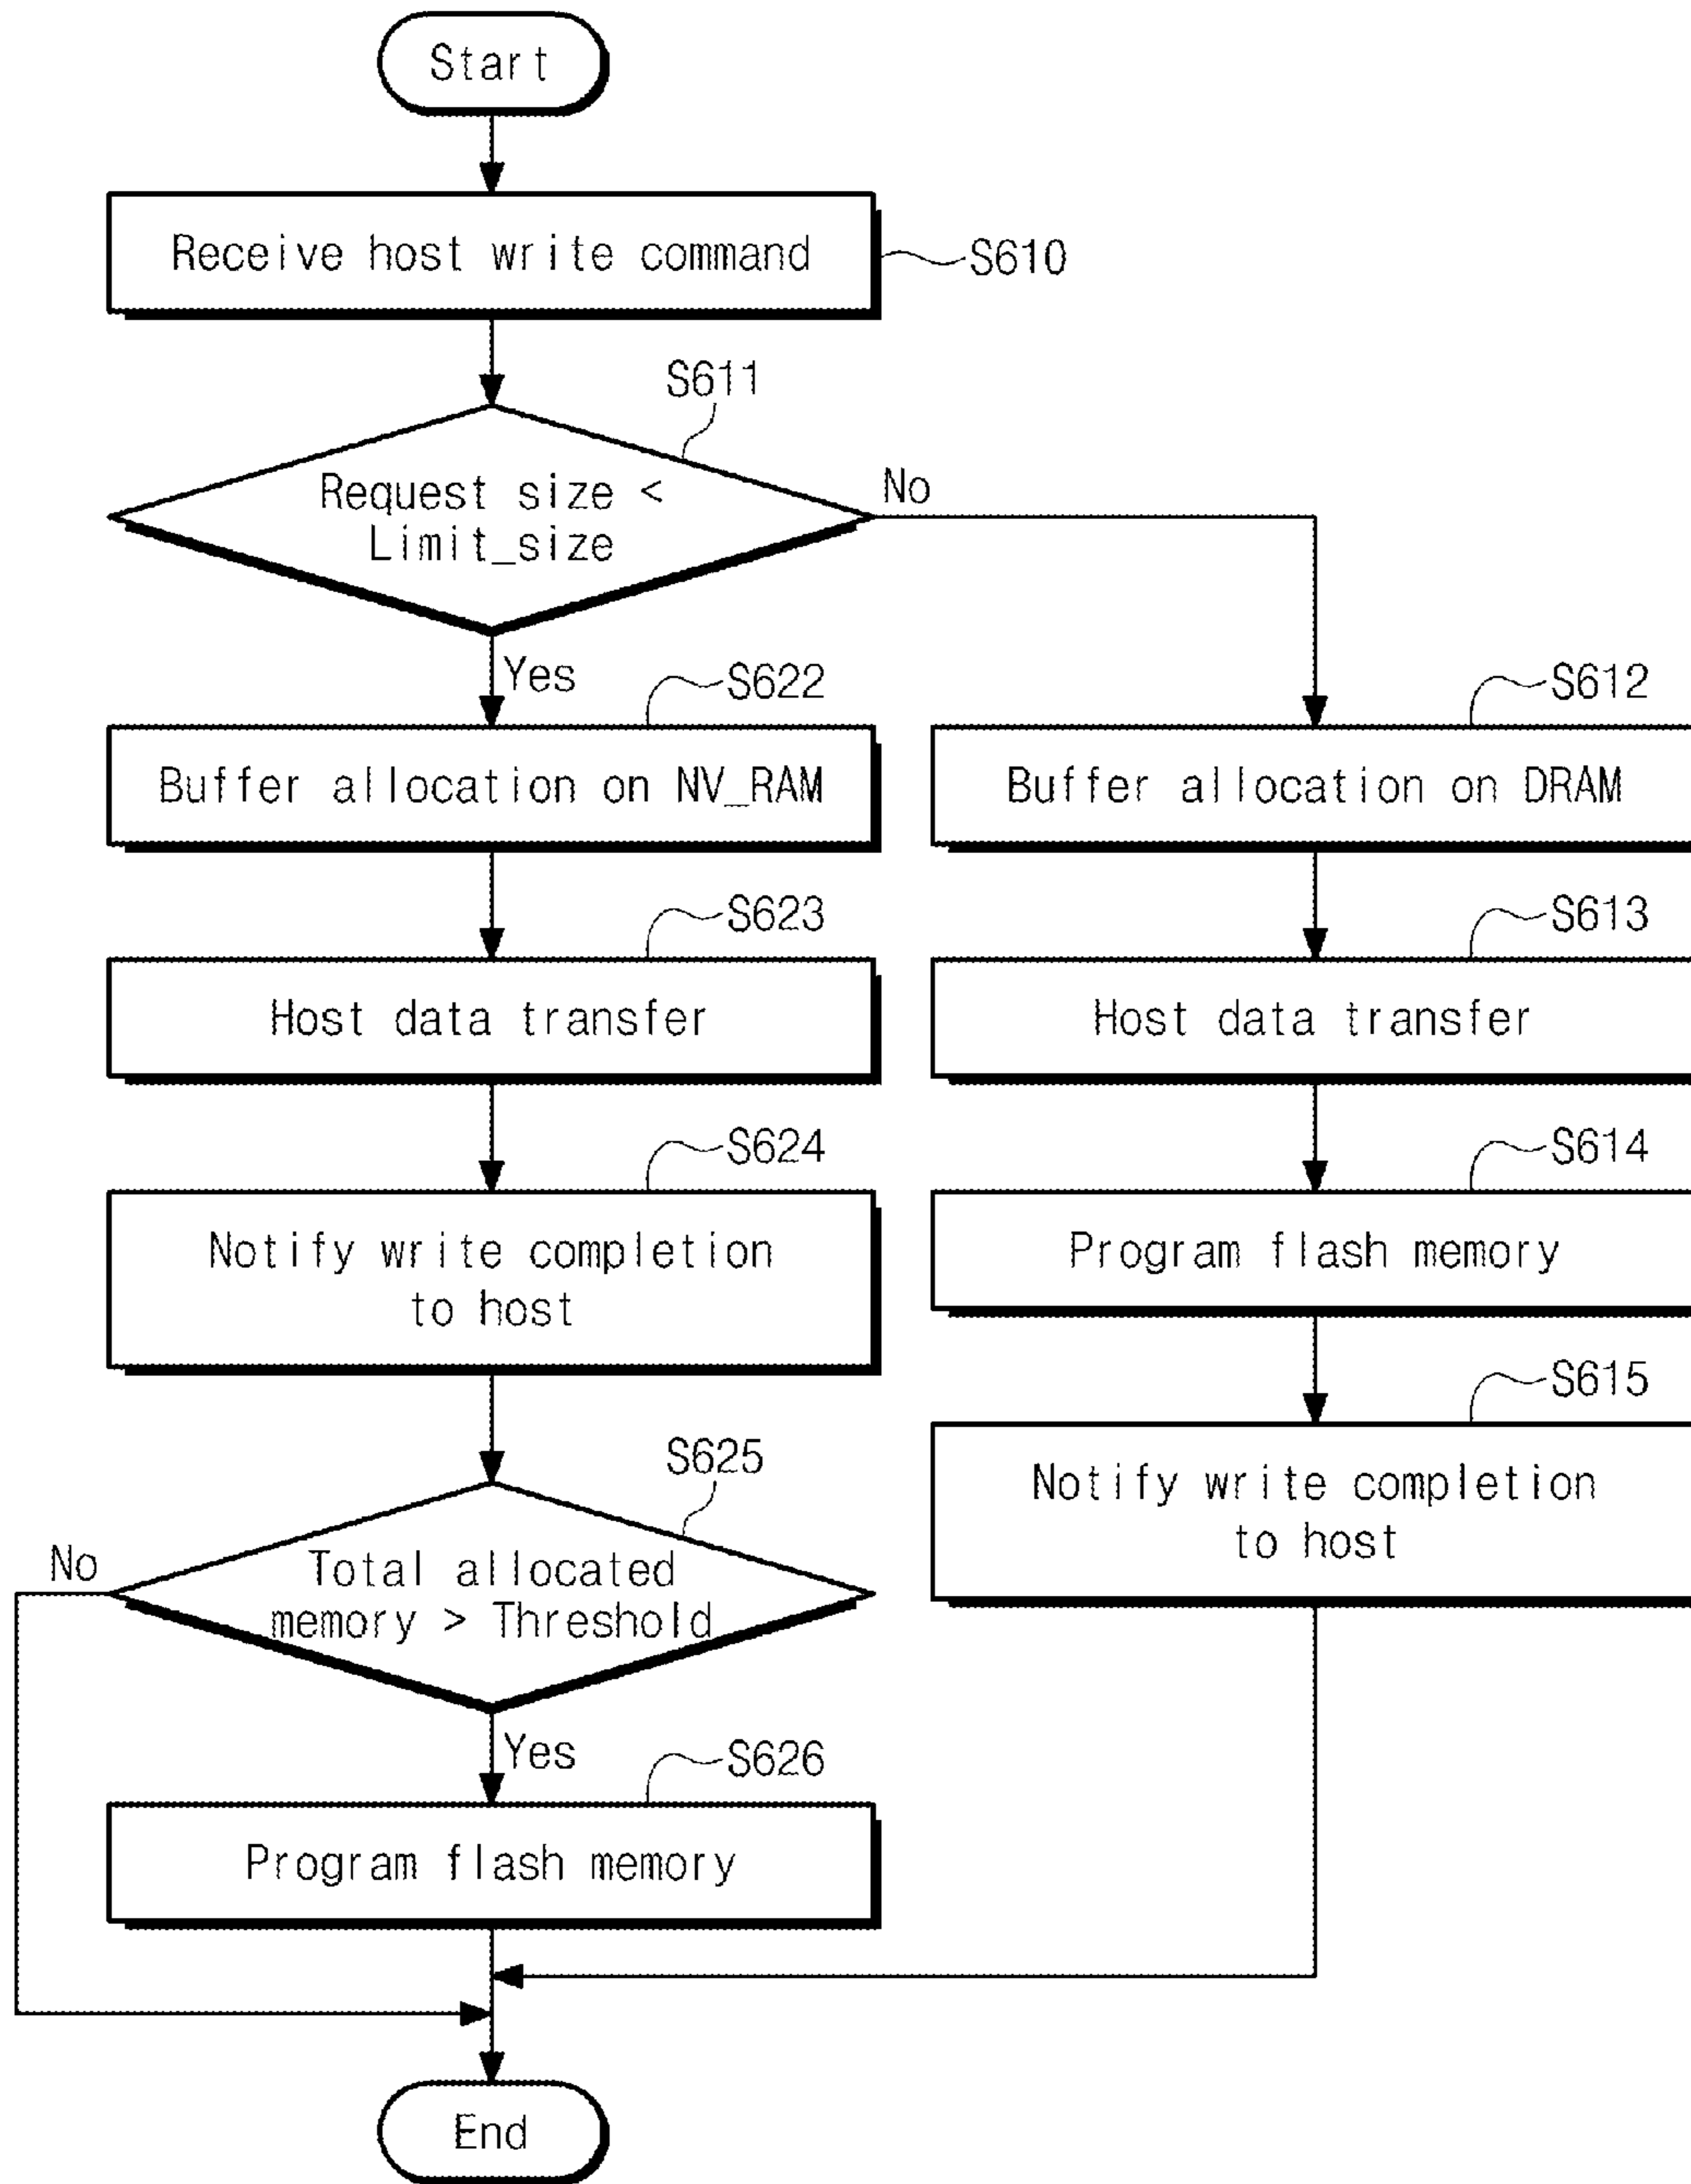 Start
Receive host write command
S610
S611
Request size <
Limit_size
No
Yes
S622
S612
Buffer allocation on NV_RAM
Buffer allocation on DRAM
S623
S613
Host data transfer
Host data transfer
S624
S614
Notify write completion
to host
Program flash memory
S615
S625
Notify write completion
to host
No
Total allocated
memory > Threshold
Yes
S626
Program flash memory
End